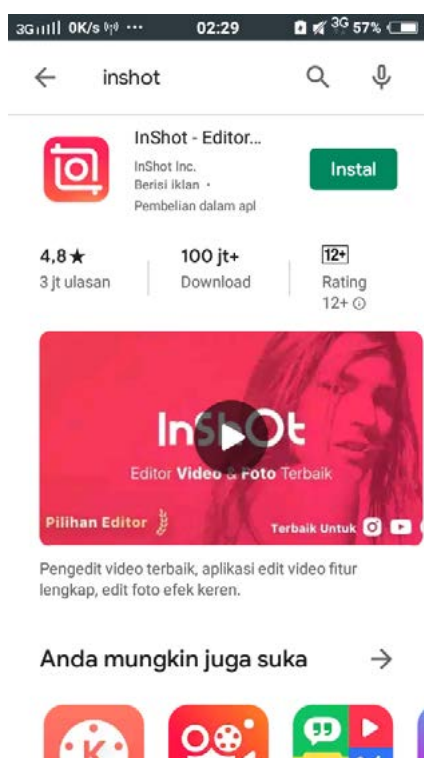 3G 0K/s ... 02:29 3G 57%
inshot
InShot - Editor...
InShot Inc.
Berisi iklan •
Pembelian dalam apl
Instal
4,8★ 100 jt+ 12+
3 jt ulasan Download Rating
12+
InShOt
Editor Video & Foto Terbaik
Pilihan Editor
Terbaik Untuk
Pengedit video terbaik, aplikasi edit video fitur
lengkap, edit foto efek keren.
Anda mungkin juga suka
K